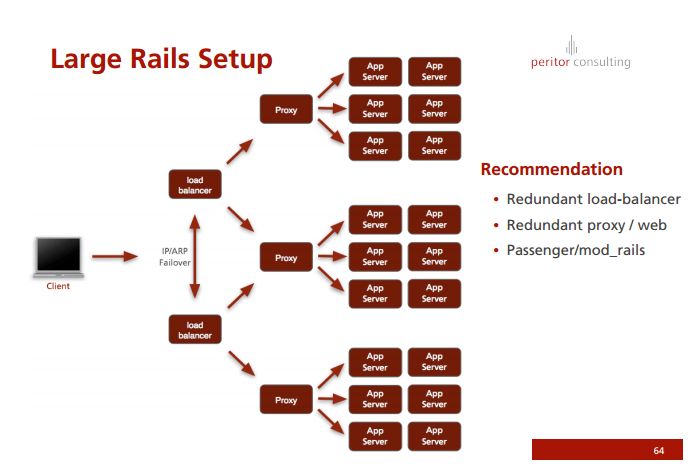 Large Rails Setup
peritor consulting
App
Server
App
Server
Proxy
App
Server
App
Server
App
Server
App
Server
Recommendation
load
balancer
• Redundant load-balancer
• Redundant proxy / web
• Passenger/mod_rails
IP/ARP
Failover
Client
App
Server
App
Server
Proxy
App
Server
App
Server
App
Server
App
Server
load
balancer
App
Server
App
Server
Proxy
App
Server
App
Server
App
Server
App
Server
64